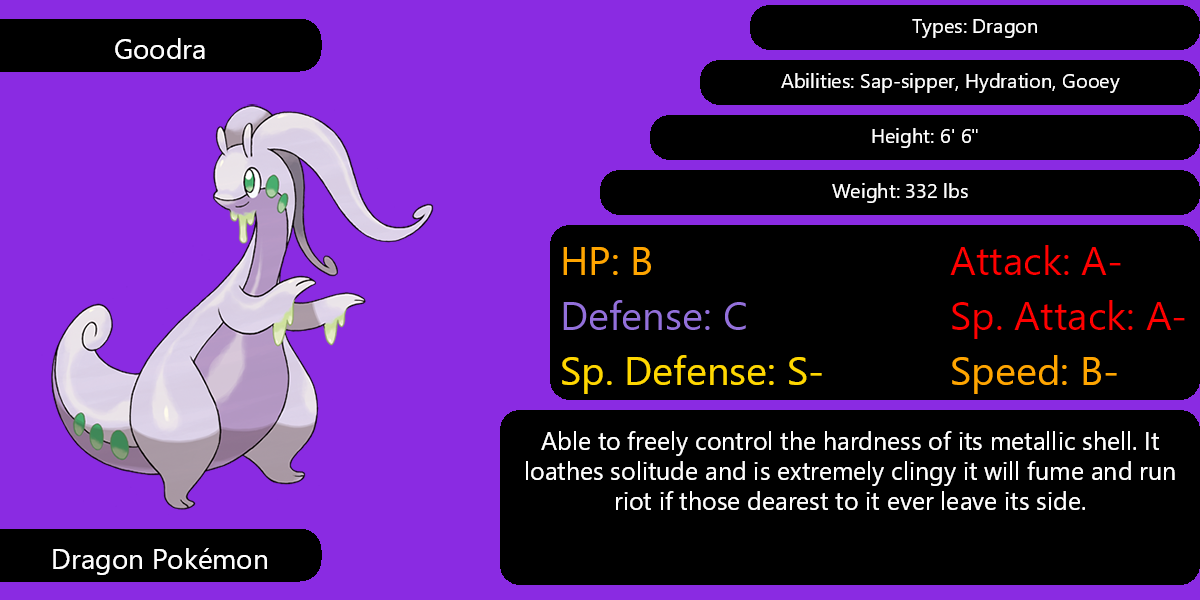 Goodra
Types: Dragon
Abilities: Sap-sipper, Hydration, Gooey
Height: 6' 6"
Weight: 332 lbs
HP: B
Attack: A-
Defense: C
Sp. Attack: A-
Sp. Defense: S-
Speed: B-
Able to freely control the hardness of its metallic shell. It
loathes solitude and is extremely clingy it will fume and run
riot if those dearest to it ever leave its side.
Dragon Pokémon